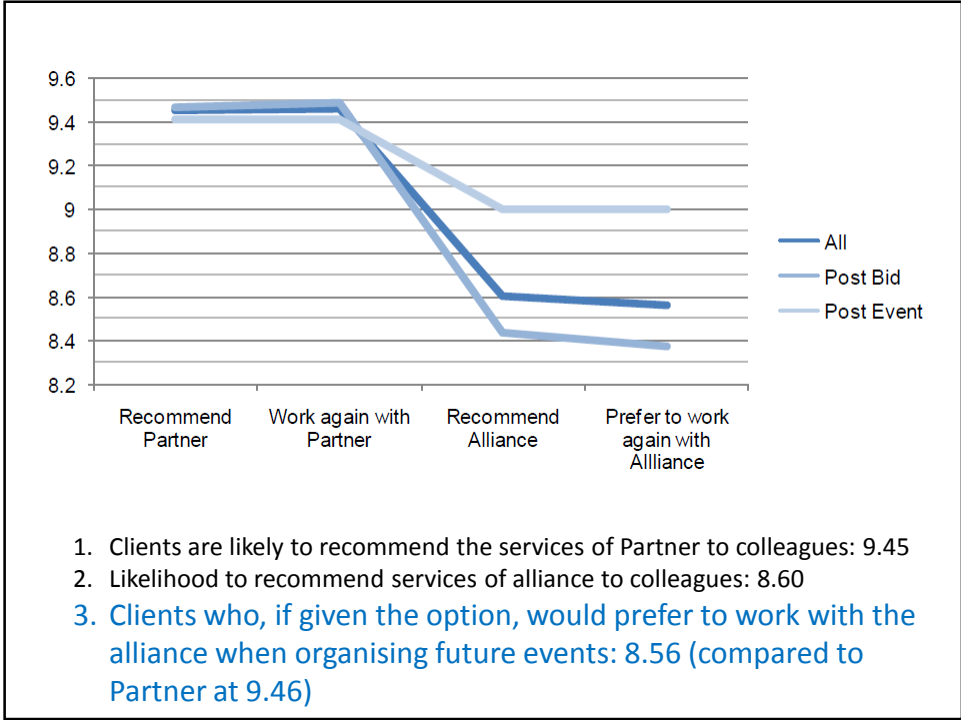 9.6
9.4
9.2
9
8.8
8.6
8.4
8.2
Recommend
Partner
Work again with
Partner
Recommend
Alliance
Prefer to work
again with
Allliance
All
Post Bid
Post Event
1. Clients are likely to recommend the services of Partner to colleagues: 9.45
2. Likelihood to recommend services of alliance to colleagues: 8.60
3. Clients who, if given the option, would prefer to work with the
alliance when organising future events: 8.56 (compared to
Partner at 9.46)